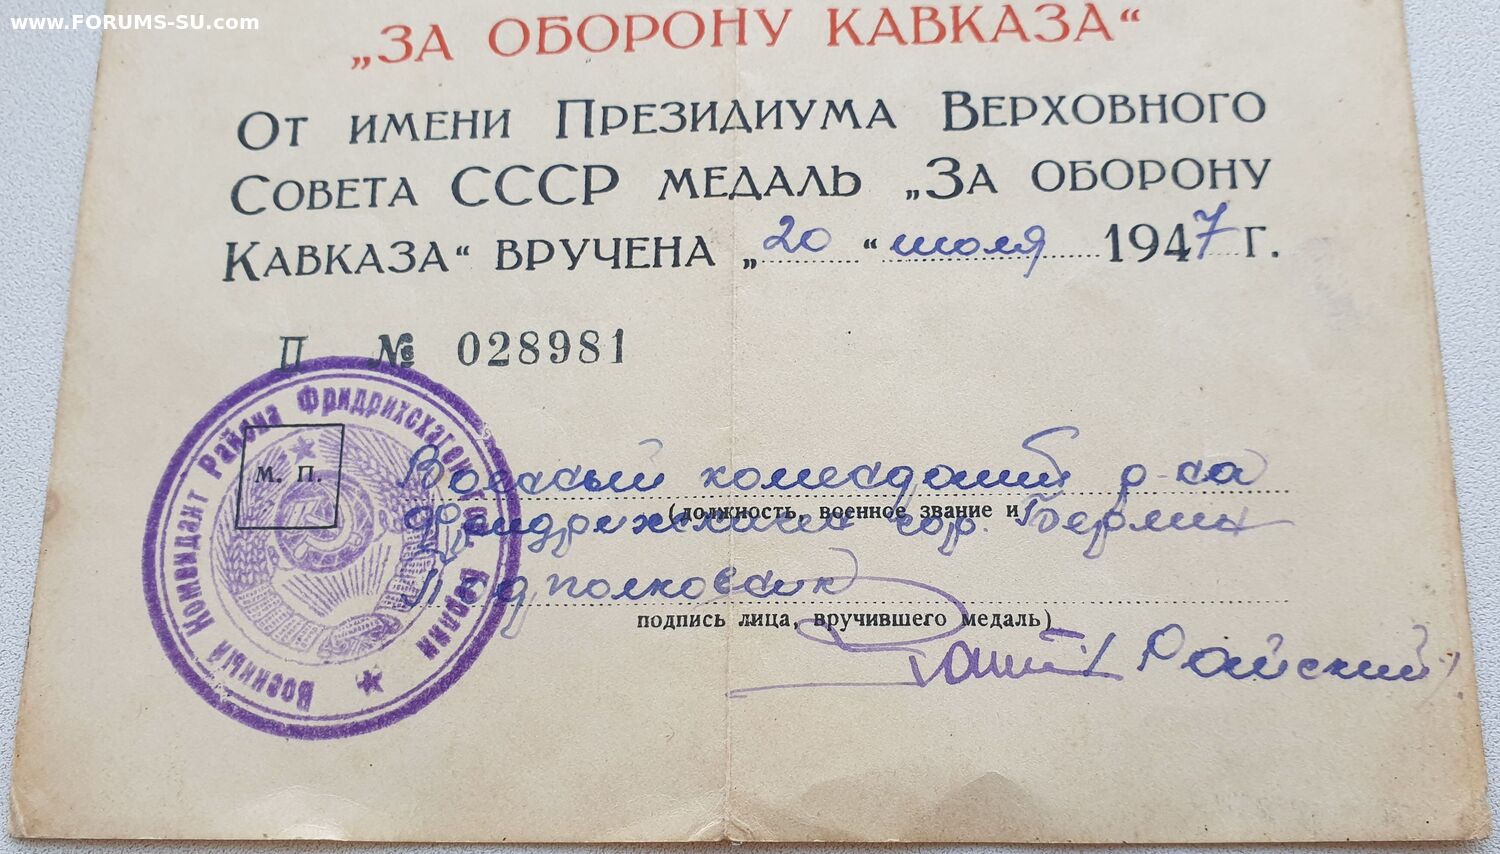 www.FORUMS-SU.com
„ЗА ОБОРОНУ КАВКАЗА“
От имени Президиума Верховного
Совета СССР медаль „За оборону
Кавказа“ вручена „20“ июля 1947 г.
П № 028981
Военный Комендант Района Фридрихсхаген гор. Берлин
М. П.
Военный комендант р-на
(должность, военное звание и
Фридрихсхаген гор. Берлин
Подполковник
подпись лица, вручившего медаль)
Райский